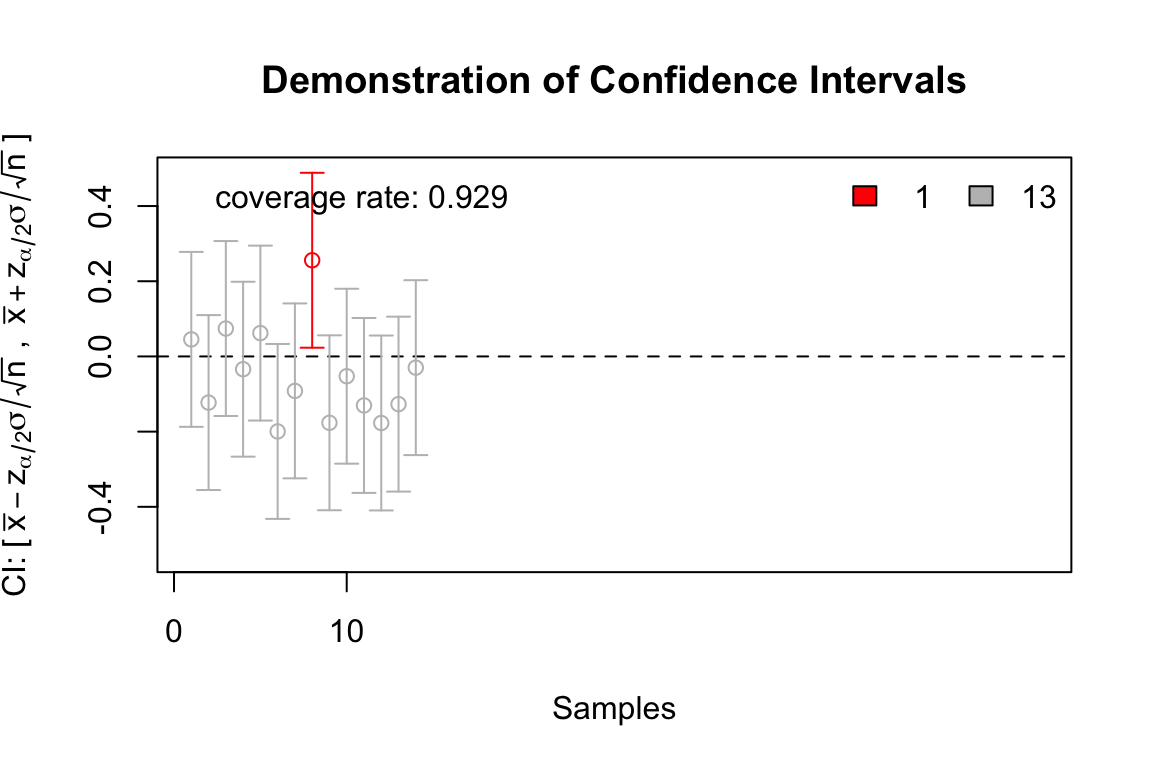 Demonstration of Confidence Intervals
CI: [ x̅ − zα/2σ/√n , x̅ + zα/2σ/√n ]
coverage rate: 0.929
1
13
0.4
0.2
0.0
-0.4
0
10
Samples